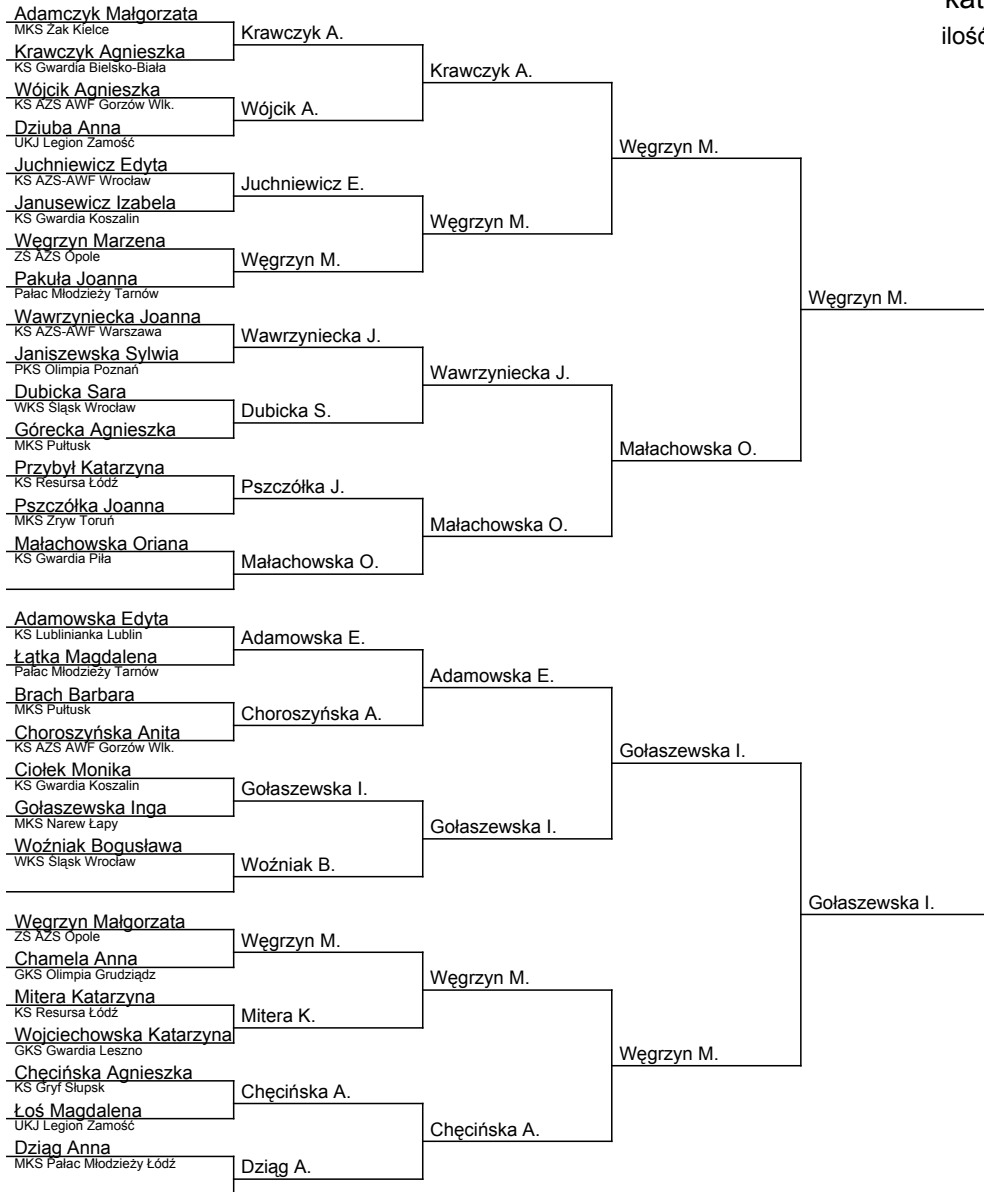 kat
ilość
Adamczyk Małgorzata
MKS Żak Kielce
Krawczyk Agnieszka
KS Gwardia Bielsko-Biała
Wójcik Agnieszka
KS AZS AWF Gorzów Wlk.
Dziuba Anna
UKJ Legion Zamość
Juchniewicz Edyta
KS AZS-AWF Wrocław
Janusewicz Izabela
KS Gwardia Koszalin
Węgrzyn Marzena
ZŚ AZS Opole
Pakuła Joanna
Pałac Młodzieży Tarnów
Wawrzyniecka Joanna
KS AZS-AWF Warszawa
Janiszewska Sylwia
PKS Olimpia Poznań
Dubicka Sara
WKS Śląsk Wrocław
Górecka Agnieszka
MKS Pułtusk
Przybył Katarzyna
KS Resursa Łódź
Pszczółka Joanna
MKS Zryw Toruń
Małachowska Oriana
KS Gwardia Piła
Adamowska Edyta
KS Lublinianka Lublin
Łątka Magdalena
Pałac Młodzieży Tarnów
Brach Barbara
MKS Pułtusk
Choroszyńska Anita
KS AZS AWF Gorzów Wlk.
Ciołek Monika
KS Gwardia Koszalin
Gołaszewska Inga
MKS Narew Łapy
Woźniak Bogusława
WKS Śląsk Wrocław
Węgrzyn Małgorzata
ZŚ AZS Opole
Chamela Anna
GKS Olimpia Grudziądz
Mitera Katarzyna
KS Resursa Łódź
Wojciechowska Katarzyna
GKS Gwardia Leszno
Chęcińska Agnieszka
KS Gryf Słupsk
Łoś Magdalena
UKJ Legion Zamość
Dziąg Anna
MKS Pałac Młodzieży Łódź
Krawczyk A.
Wójcik A.
Juchniewicz E.
Węgrzyn M.
Wawrzyniecka J.
Dubicka S.
Pszczółka J.
Małachowska O.
Adamowska E.
Choroszyńska A.
Gołaszewska I.
Woźniak B.
Węgrzyn M.
Mitera K.
Chęcińska A.
Dziąg A.
Krawczyk A.
Węgrzyn M.
Wawrzyniecka J.
Małachowska O.
Adamowska E.
Gołaszewska I.
Węgrzyn M.
Chęcińska A.
Węgrzyn M.
Małachowska O.
Gołaszewska I.
Węgrzyn M.
Węgrzyn M.
Gołaszewska I.